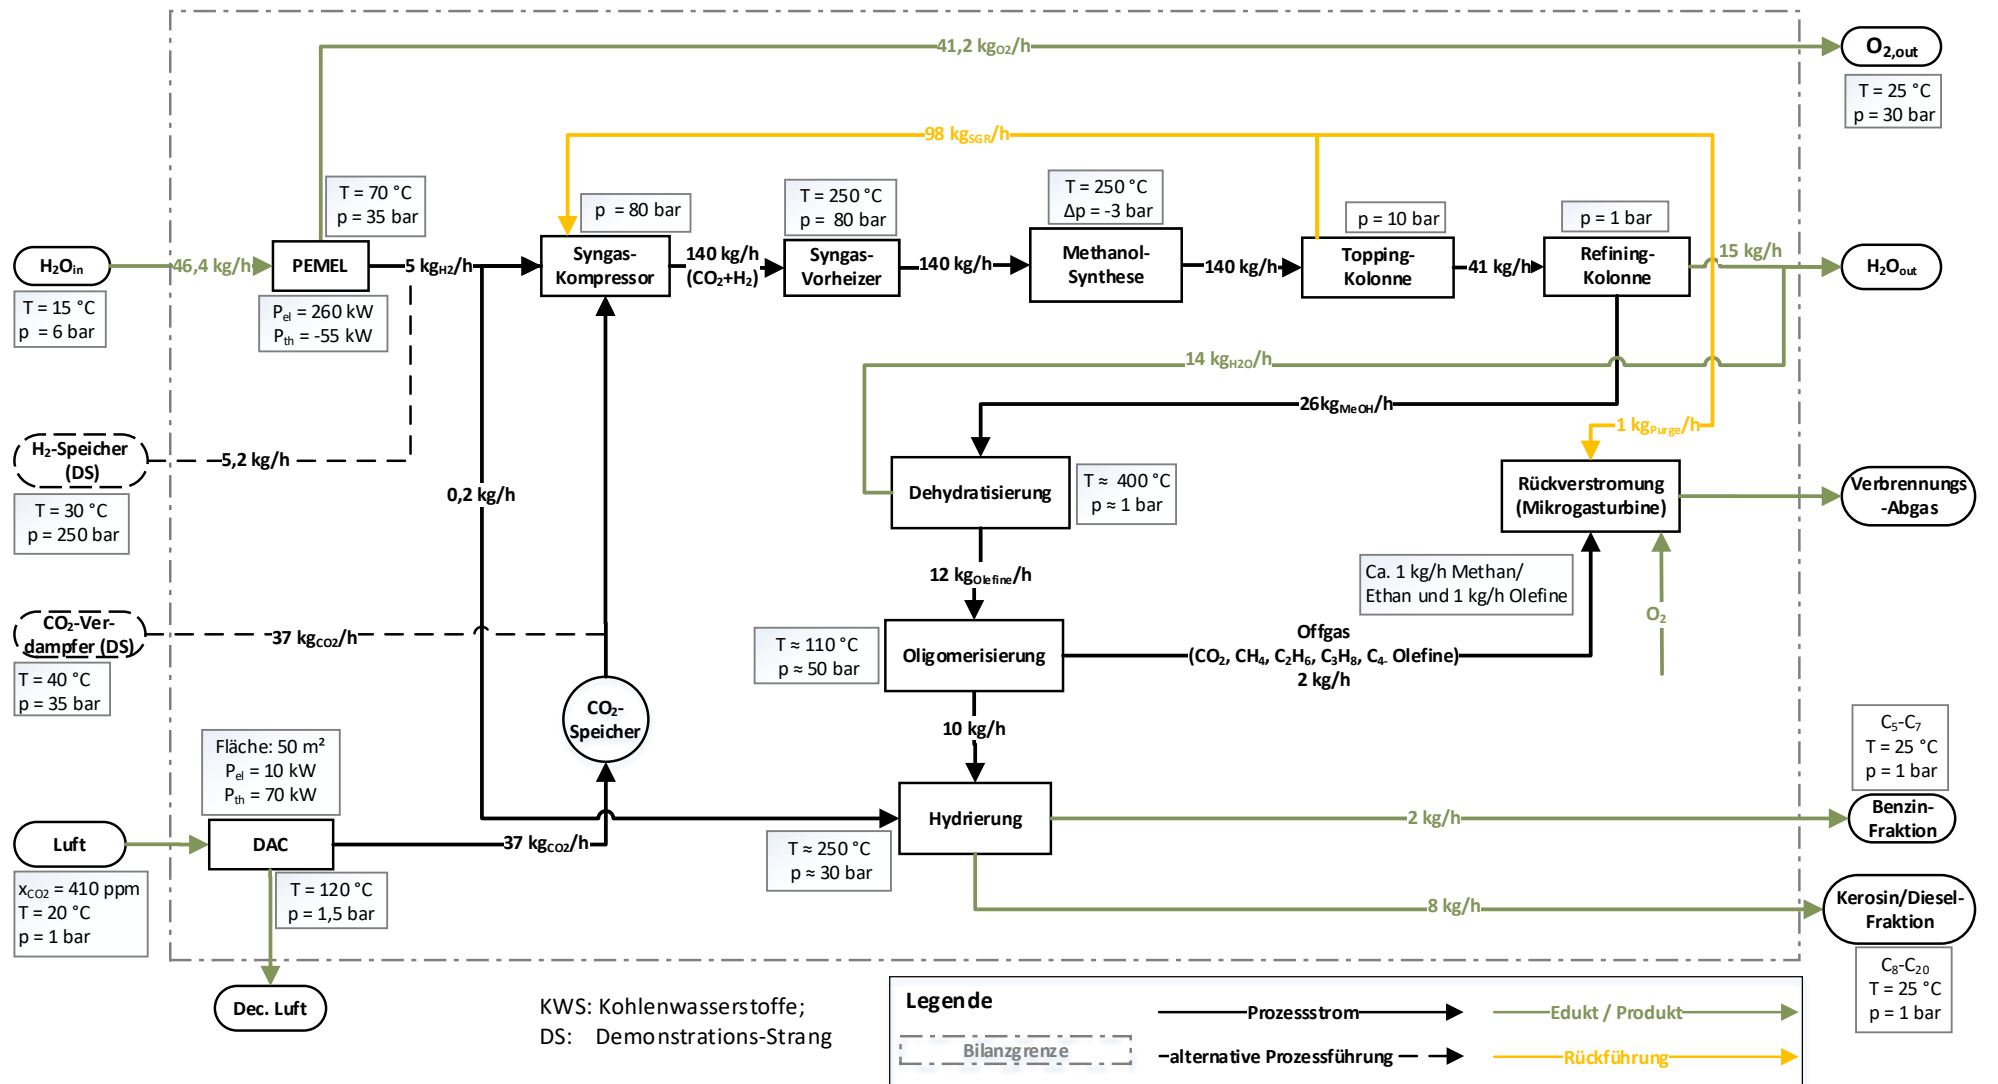 41,2 kgO2/h
O2,out
T = 25 °C
p = 30 bar
98 kgSGR/h
T = 70 °C
p = 35 bar
p = 80 bar
T = 250 °C
p = 80 bar
T = 250 °C
Δp = -3 bar
p = 10 bar
p = 1 bar
H2Oin
46,4 kg/h
PEMEL
5 kgH2/h
Syngas-
Kompressor
140 kg/h
(CO2+H2)
Syngas-
Vorheizer
140 kg/h
Methanol-
Synthese
140 kg/h
Topping-
Kolonne
41 kg/h
Refining-
Kolonne
15 kg/h
H2Oout
T = 15 °C
p = 6 bar
Pel = 260 kW
Pth = -55 kW
14 kgH2O/h
26kgMeOH/h
1 kgPurge/h
H2-Speicher
(DS)
5,2 kg/h
T = 30 °C
p = 250 bar
0,2 kg/h
Dehydratisierung
T ≈ 400 °C
p ≈ 1 bar
Rückverstromung
(Mikrogasturbine)
Verbrennungs
-Abgas
12 kgOlefine/h
Ca. 1 kg/h Methan/
Ethan und 1 kg/h Olefine
O2
CO2-Ver-
dampfer (DS)
37 kgCO2/h
T = 40 °C
p = 35 bar
T ≈ 110 °C
p ≈ 50 bar
Oligomerisierung
Offgas
(CO2, CH4, C2H6, C3H8, C4- Olefine)
2 kg/h
CO2-
Speicher
10 kg/h
Fläche: 50 m²
Pel = 10 kW
Pth = 70 kW
C5-C7
T = 25 °C
p = 1 bar
Luft
DAC
37 kgCO2/h
Hydrierung
2 kg/h
Benzin-
Fraktion
T ≈ 250 °C
p ≈ 30 bar
xCO2 = 410 ppm
T = 20 °C
p = 1 bar
T = 120 °C
p = 1,5 bar
8 kg/h
Kerosin/Diesel-
Fraktion
C8-C20
T = 25 °C
p = 1 bar
Dec. Luft
KWS: Kohlenwasserstoffe;
DS: Demonstrations-Strang
Legende
Prozessstrom
Edukt / Produkt
Bilanzgrenze
alternative Prozessführung
Rückführung